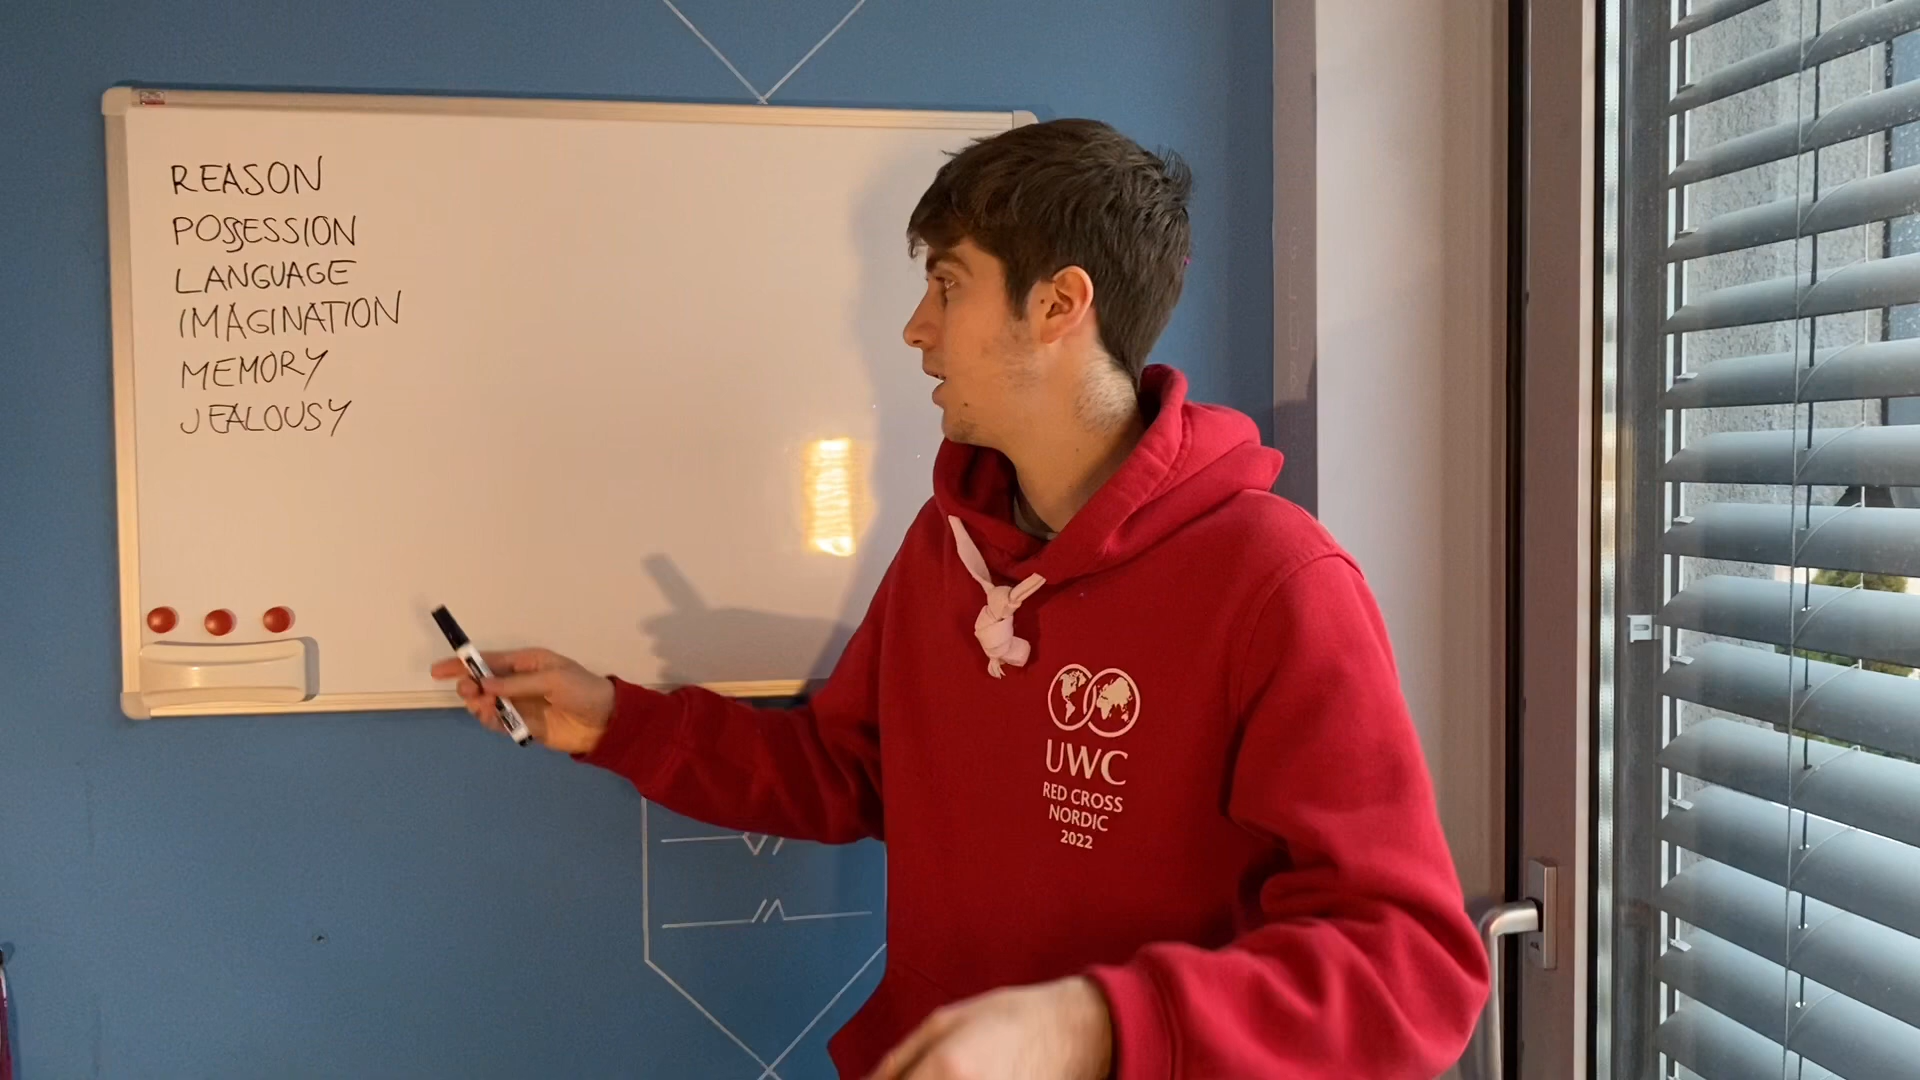 REASON
POSSESSION
LANGUAGE
IMAGINATION
MEMORY
JEALOUSY
UWC
RED CROSS
NORDIC
2022